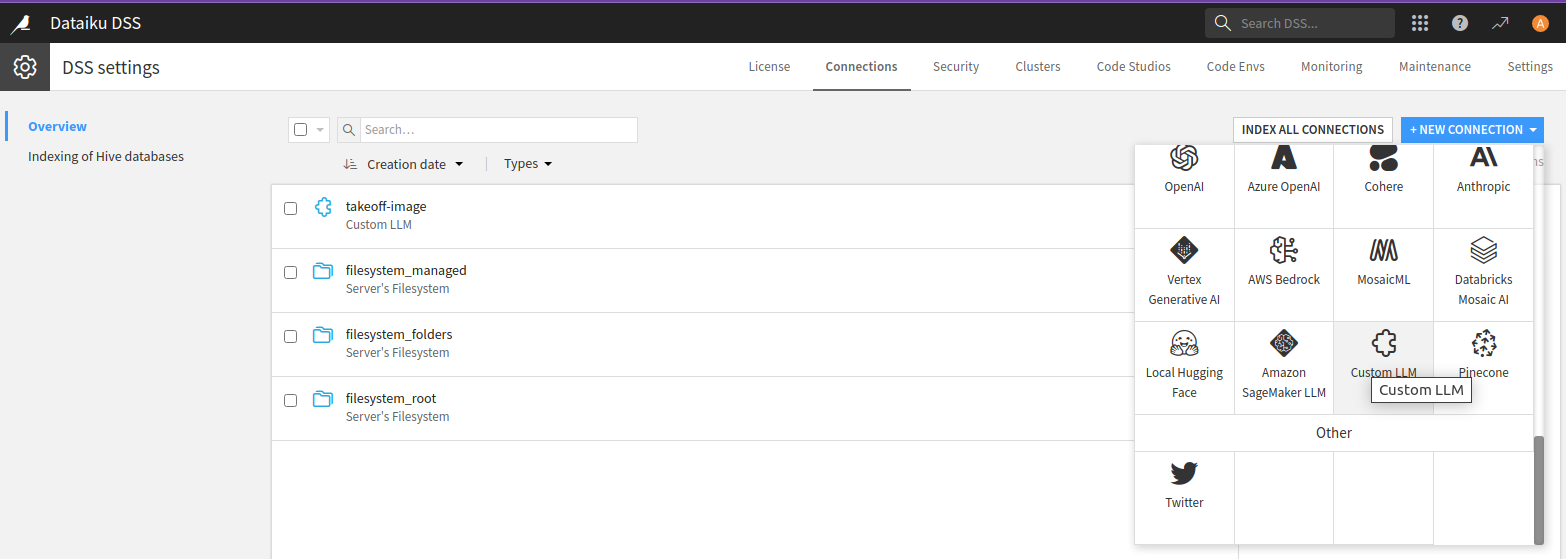 Dataiku DSS
Search DSS...
A
DSS settings
License Connections Security Clusters Code Studios Code Envs Monitoring Maintenance Settings
Overview
Indexing of Hive databases
Search…
INDEX ALL CONNECTIONS
+ NEW CONNECTION
Creation date
Types
ns
takeoff-image
Custom LLM
filesystem_managed
Server's Filesystem
filesystem_folders
Server's Filesystem
filesystem_root
Server's Filesystem
OpenAI
Azure OpenAI
Cohere
Anthropic
Vertex
Generative AI
AWS Bedrock
MosaicML
Databricks
Mosaic AI
Local Hugging
Face
Amazon
SageMaker LLM
Custom LLM
Pinecone
Custom LLM
Other
Twitter